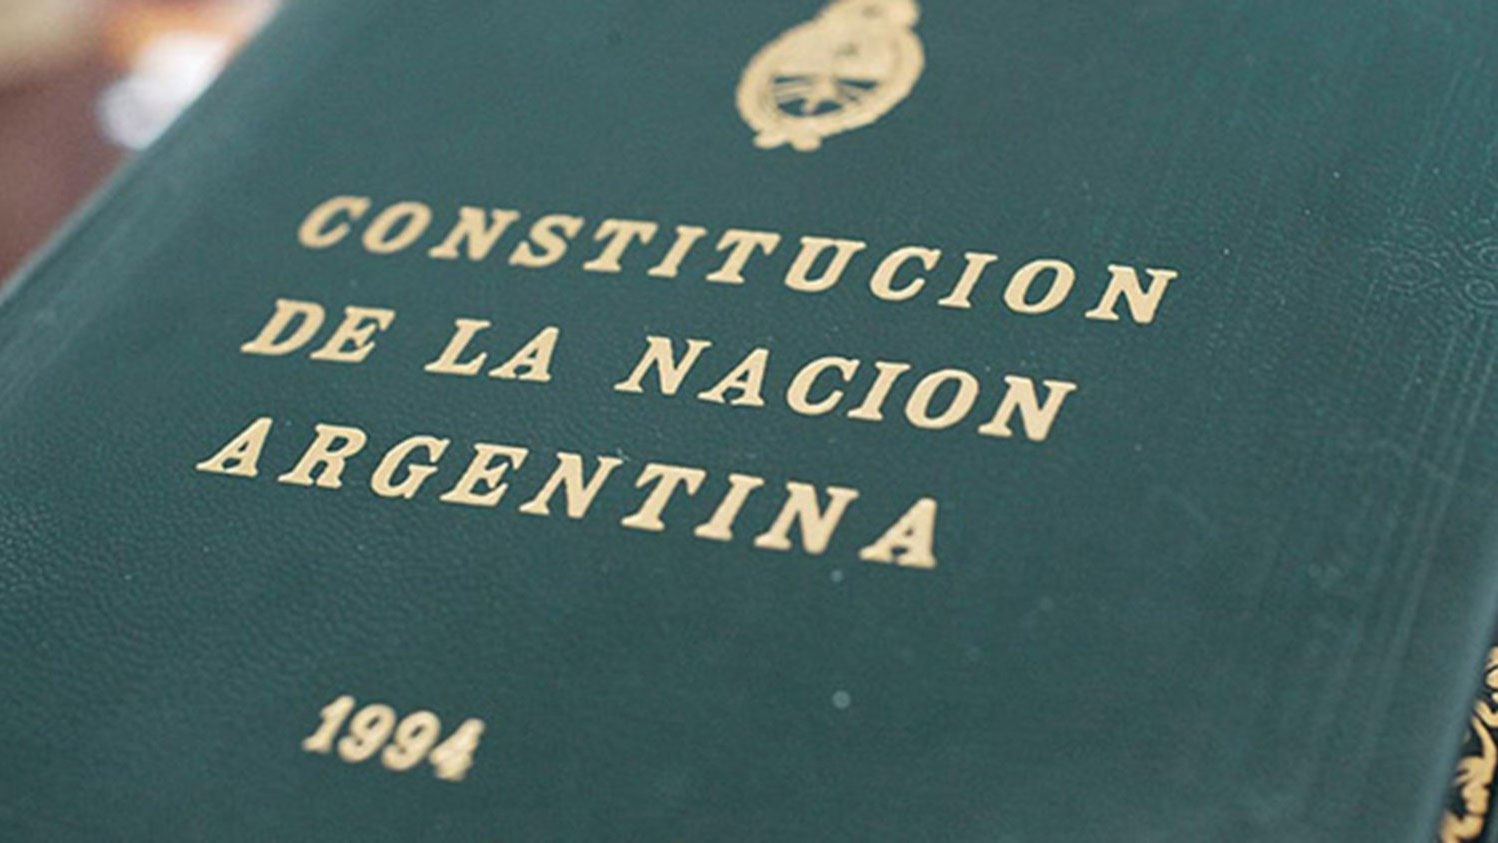 CONSTITUCION
DE LA NACION
ARGENTINA
1994